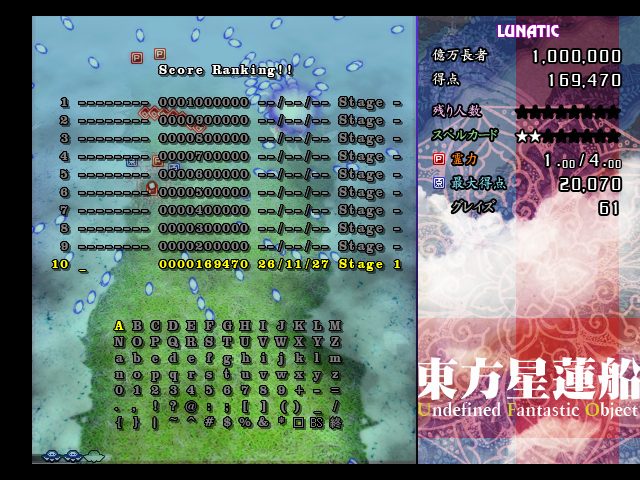 Score Ranking!!
1 -------- 0001000000 --/--/-- Stage -
2 -------- 0000900000 --/--/-- Stage -
3 -------- 0000800000 --/--/-- Stage -
4 -------- 0000700000 --/--/-- Stage -
5 -------- 0000600000 --/--/-- Stage -
6 -------- 0000500000 --/--/-- Stage -
7 -------- 0000400000 --/--/-- Stage -
8 -------- 0000300000 --/--/-- Stage -
9 -------- 0000200000 --/--/-- Stage -
10 _ 0000169470 26/11/27 Stage 1
A B C D E F G H I J K L M
N O P Q R S T U V W X Y Z
a b c d e f g h i j k l m
n o p q r s t u v w x y z
0 1 2 3 4 5 6 7 8 9 + - =
. , ! ? @ : ; [ ] ( ) _ /
{ } | ~ ^ # $ % & * □ BS 終
LUNATIC
億万長者 1,000,000
得点 169,470
残り人数
スペルカード
P 霊力 1.00/4.00
点 最大得点 20,070
グレイズ 61
東方星蓮船
Undefined Fantastic Object